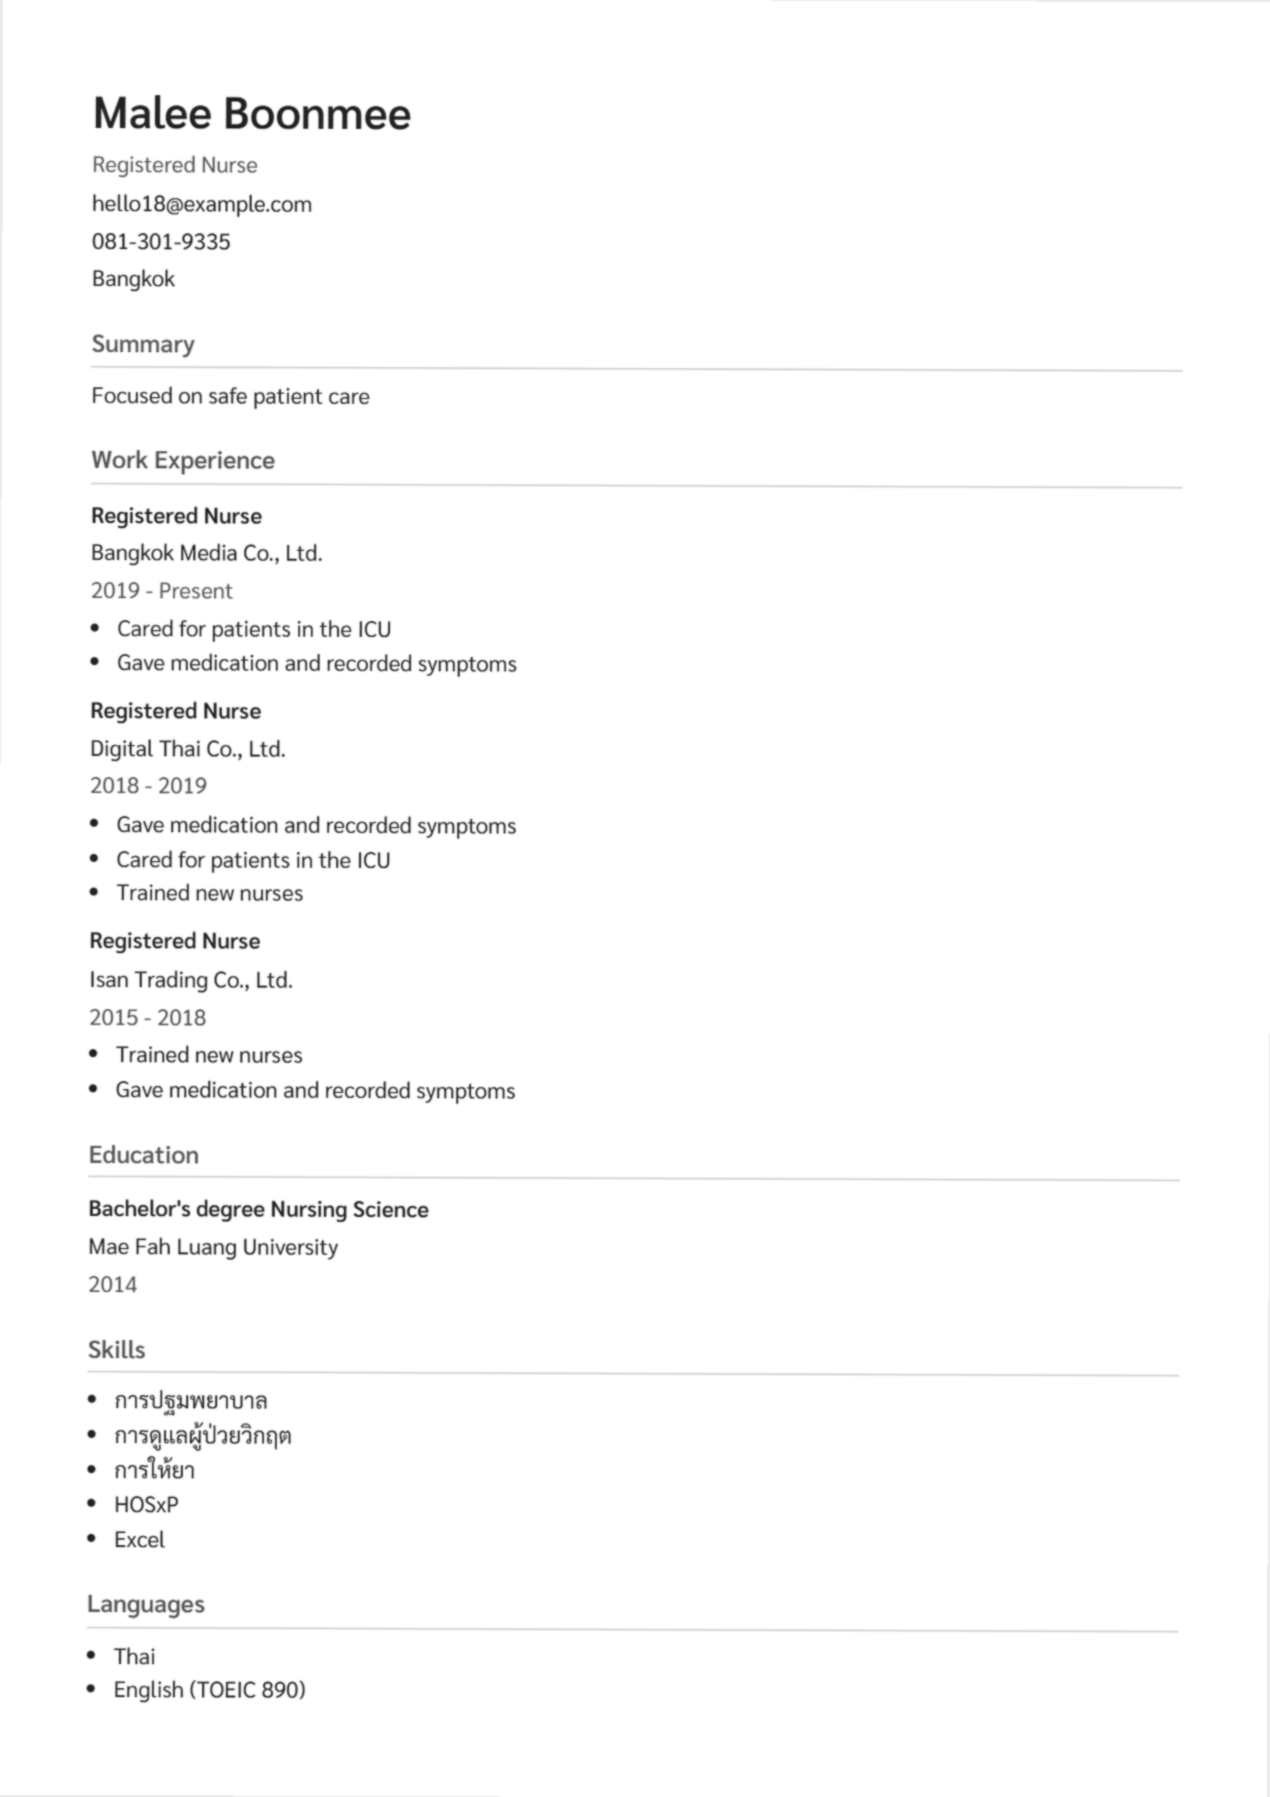 Malee Boonmee
Registered Nurse
hello18@example.com
081-301-9335
Bangkok
Summary
Focused on safe patient care
Work Experience
Registered Nurse
Bangkok Media Co., Ltd.
2019 - Present
• Cared for patients in the ICU
• Gave medication and recorded symptoms
Registered Nurse
Digital Thai Co., Ltd.
2018 - 2019
• Gave medication and recorded symptoms
• Cared for patients in the ICU
• Trained new nurses
Registered Nurse
Isan Trading Co., Ltd.
2015 - 2018
• Trained new nurses
• Gave medication and recorded symptoms
Education
Bachelor's degree Nursing Science
Mae Fah Luang University
2014
Skills
• การปฐมพยาบาล
• การดูแลผู้ป่วยวิกฤต
• การให้ยา
• HOSxP
• Excel
Languages
• Thai
• English (TOEIC 890)